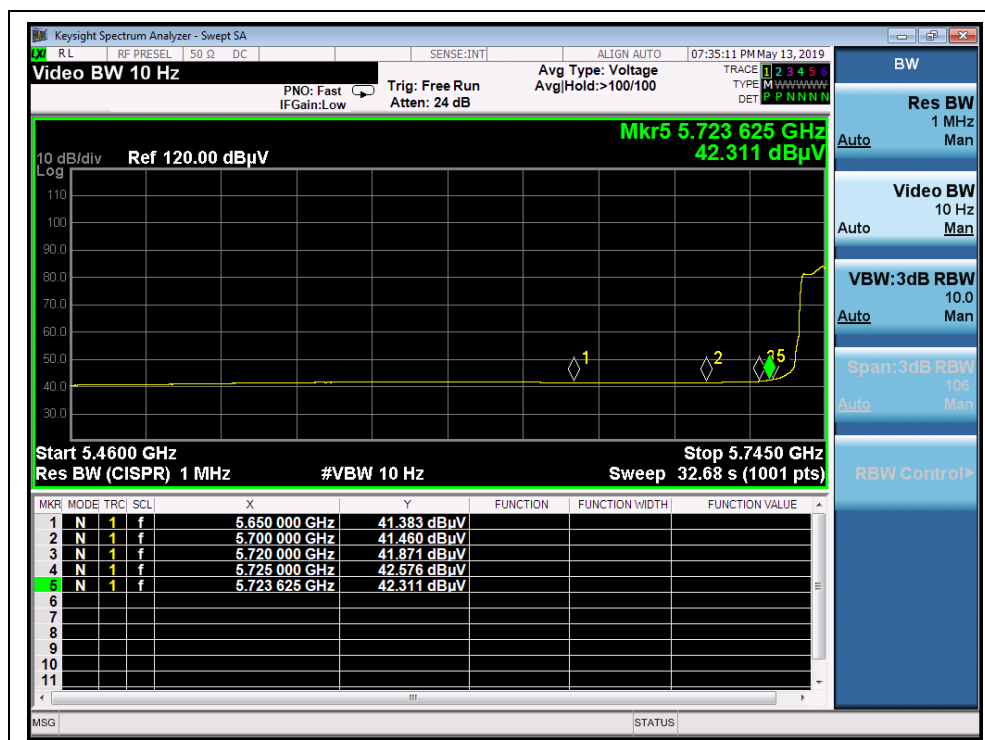 Keysight Spectrum Analyzer - Swept SA
LXI RL RF PRESEL 50 Ω DC SENSE:INT ALIGN AUTO 07:35:11 PM May 13, 2019
Video BW 10 Hz
PNO: Fast
IFGain:Low
Trig: Free Run
Atten: 24 dB
Avg Type: Voltage
Avg|Hold:>100/100
TRACE 1 2 3 4 5 6
TYPE M W W W W W
DET P P N N N N
Mkr5 5.723 625 GHz
42.311 dBµV
10 dB/div Ref 120.00 dBµV
Log
110
100
90.0
80.0
70.0
60.0
50.0
40.0
30.0
1
2
5
Start 5.4600 GHz Stop 5.7450 GHz
Res BW (CISPR) 1 MHz #VBW 10 Hz Sweep 32.68 s (1001 pts)
MKR MODE TRC SCL X Y FUNCTION FUNCTION WIDTH FUNCTION VALUE
1 N 1 f 5.650 000 GHz 41.383 dBµV
2 N 1 f 5.700 000 GHz 41.460 dBµV
3 N 1 f 5.720 000 GHz 41.871 dBµV
4 N 1 f 5.725 000 GHz 42.576 dBµV
5 N 1 f 5.723 625 GHz 42.311 dBµV
6
7
8
9
10
11
MSG STATUS
BW
Res BW
1 MHz
Auto Man
Video BW
10 Hz
Auto Man
VBW:3dB RBW
10.0
Auto Man
Span:3dB RBW
106
Auto Man
RBW Control